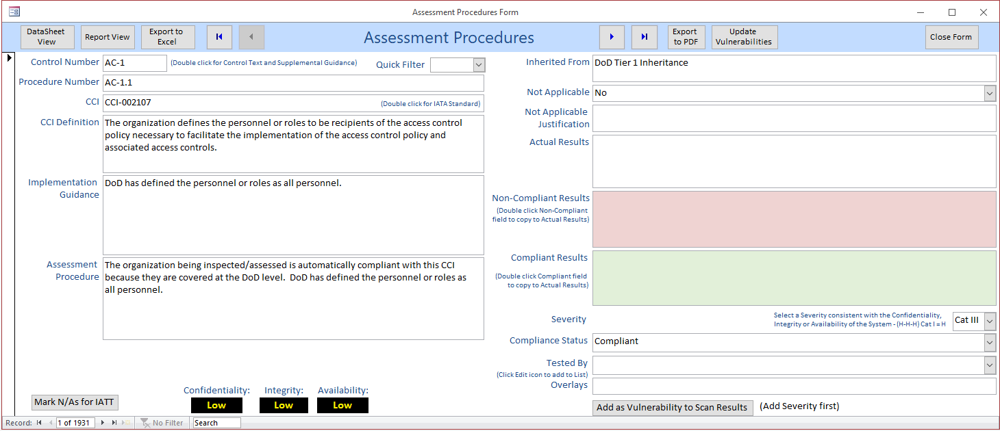 Assessment Procedures Form
DataSheet
View
Report View
Export to
Excel
Assessment Procedures
Export
to PDF
Update
Vulnerabilities
Close Form
Control Number
AC-1
(Double click for Control Text and Supplemental Guidance)
Quick Filter
Procedure Number
AC-1.1
CCI
CCI-002107
(Double click for IATA Standard)
CCI Definition
The organization defines the personnel or roles to be recipients of the access control
policy necessary to facilitate the implementation of the access control policy and
associated access controls.
Implementation
Guidance
DoD has defined the personnel or roles as all personnel.
Assessment
Procedure
The organization being inspected/assessed is automatically compliant with this CCI
because they are covered at the DoD level.  DoD has defined the personnel or roles as
all personnel.
Confidentiality:
Integrity:
Availability:
Low
Low
Low
Mark N/As for IATT
Inherited From
DoD Tier 1 Inheritance
Not Applicable
No
Not Applicable
Justification
Actual Results
Non-Compliant Results
(Double click Non-Compliant
field to copy to Actual Results)
Compliant Results
(Double click Compliant field
to copy to Actual Results)
Severity
Select a Severity consistent with the Confidentiality,
Integrity or Availability of the System - (H-H-H) Cat I = H
Cat III
Compliance Status
Compliant
Tested By
(Click Edit icon to add to List)
Overlays
Add as Vulnerability to Scan Results
(Add Severity first)
Record:
1 of 1931
No Filter
Search